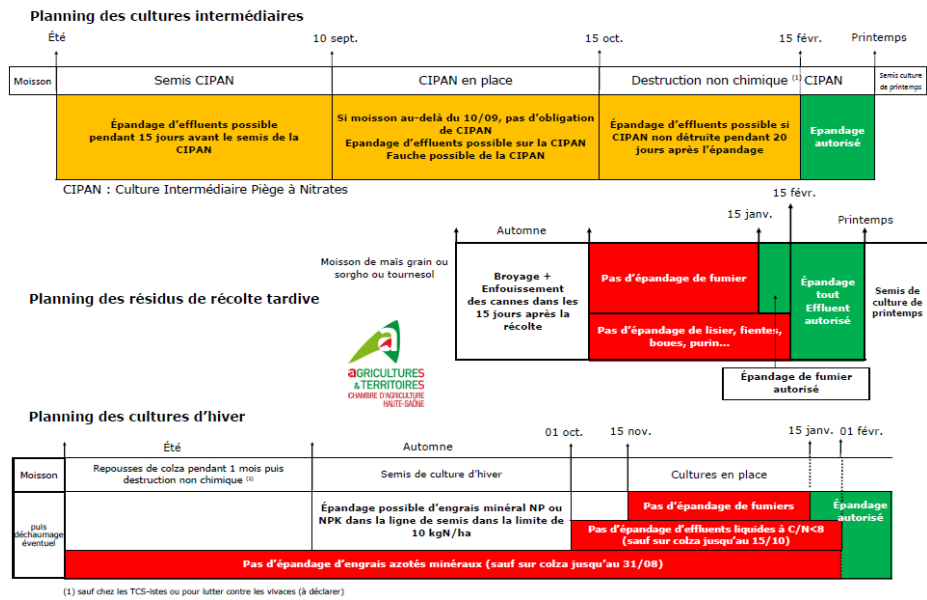 Planning des cultures intermédiaires
Été
10 sept.
15 oct.
15 févr.
Printemps
Moisson
Semis CIPAN
CIPAN en place
Destruction non chimique (1) CIPAN
Semis culture
de printemps
Épandage d'effluents possible
pendant 15 jours avant le semis de la
CIPAN
Si moisson au-delà du 10/09, pas d'obligation
de CIPAN
Epandage d'effluents possible sur la CIPAN
Fauche possible de la CIPAN
Épandage d'effluents possible si
CIPAN non détruite pendant 20
jours après l'épandage
Epandage
autorisé
CIPAN : Culture Intermédiaire Piège à Nitrates
15 févr.
15 janv.
Automne
Printemps
Moisson de maïs grain ou
sorgho ou tournesol
Planning des résidus de récolte tardive
Broyage +
Enfouissement
des cannes dans les
15 jours après la
récolte
Pas d'épandage de fumier
Pas d'épandage de lisier, fientes,
boues, purin...
Épandage
tout
Effluent
autorisé
Semis de
culture de
printemps
Épandage de fumier
autorisé
aGRICULTURES
& TERRITOIRES
CHAMBRE D'AGRICULTURE
HAUTE-SAÔNE
Planning des cultures d'hiver
Été
Automne
01 oct.
15 nov.
15 janv.
01 févr.
Moisson
Repousses de colza pendant 1 mois puis
destruction non chimique (1)
Semis de culture d'hiver
Cultures en place
puis
déchaumage
éventuel
Épandage possible d'engrais minéral NP ou
NPK dans la ligne de semis dans la limite de
10 kgN/ha
Pas d'épandage de fumiers
Pas d'épandage d'effluents liquides à C/N<8
(sauf sur colza jusqu'au 15/10)
Épandage
autorisé
Pas d'épandage d'engrais azotés minéraux (sauf sur colza jusqu'au 31/08)
(1) sauf chez les TCS-istes ou pour lutter contre les vivaces (à déclarer)